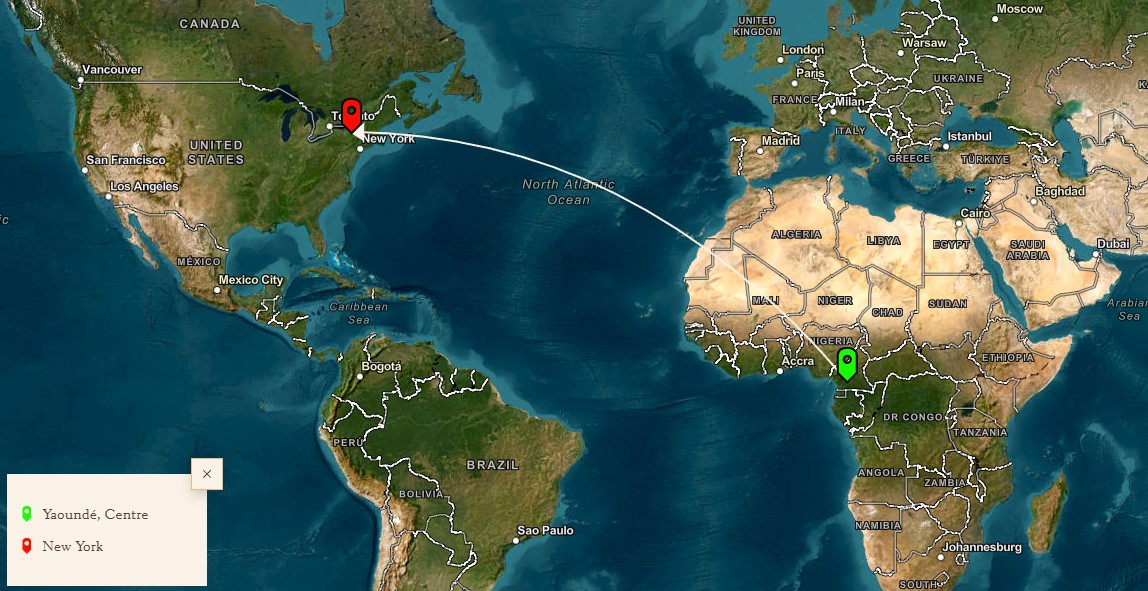 CANADA
Moscow
UNITED
KINGDOM
London
Warsaw
Vancouver
Paris
UKRAINE
FRANCE
Milan
New York
ITALY
Istanbul
UNITED
STATES
Madrid
GREECE
TÜRKIYE
San Francisco
Los Angeles
North Atlantic
Ocean
Baghdad
Cairo
ALGERIA
LIBYA
EGYPT
SAUDI
ARABIA
Dubai
MÉXICO
Mexico City
MALI
NIGER
CHAD
SUDAN
Caribbean
Sea
Arabian
Sea
NIGERIA
ETHIOPIA
Accra
Bogotá
DR CONGO
TANZANIA
PERÚ
BRAZIL
ANGOLA
ZAMBIA
BOLIVIA
NAMIBIA
Sao Paulo
Johannesburg
SOUTH
Yaoundé, Centre
New York